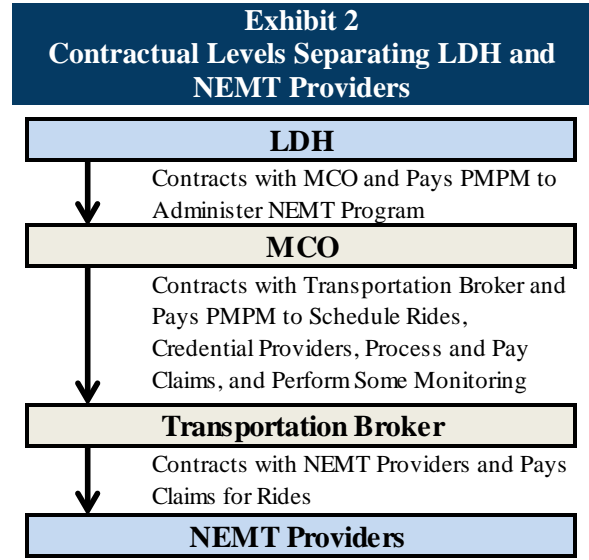 Exhibit 2
Contractual Levels Separating LDH and
NEMT Providers
LDH
Contracts with MCO and Pays PMPM to
Administer NEMT Program
MCO
Contracts with Transportation Broker and
Pays PMPM to Schedule Rides,
Credential Providers, Process and Pay
Claims, and Perform Some Monitoring
Transportation Broker
Contracts with NEMT Providers and Pays
Claims for Rides
NEMT Providers